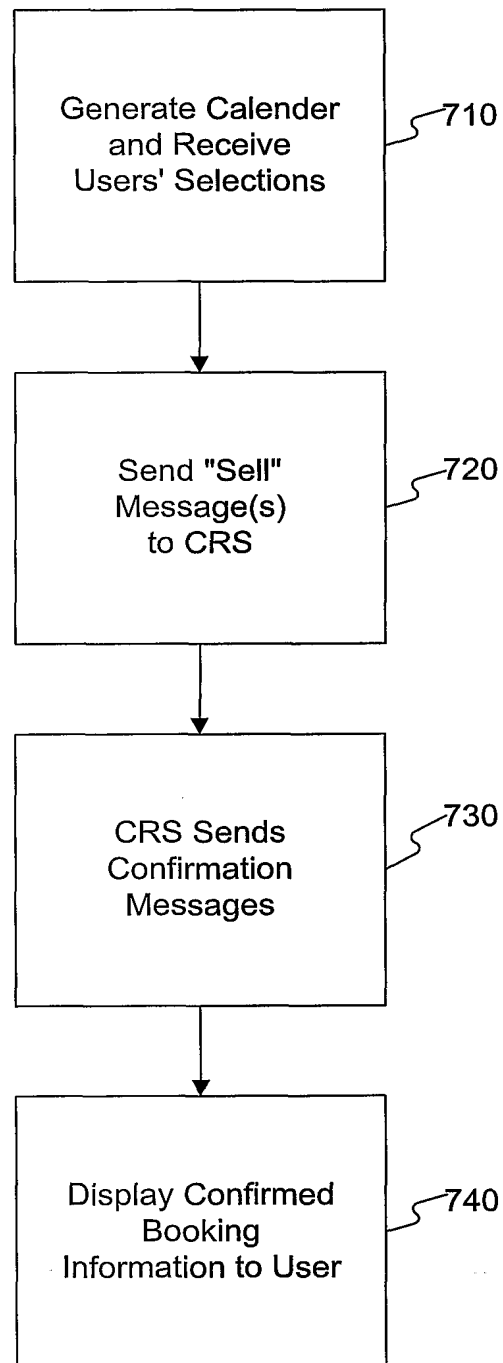 Generate Calender
and Receive
Users' Selections
710
Send "Sell"
Message(s)
to CRS
720
CRS Sends
Confirmation
Messages
730
Display Confirmed
Booking
Information to User
740